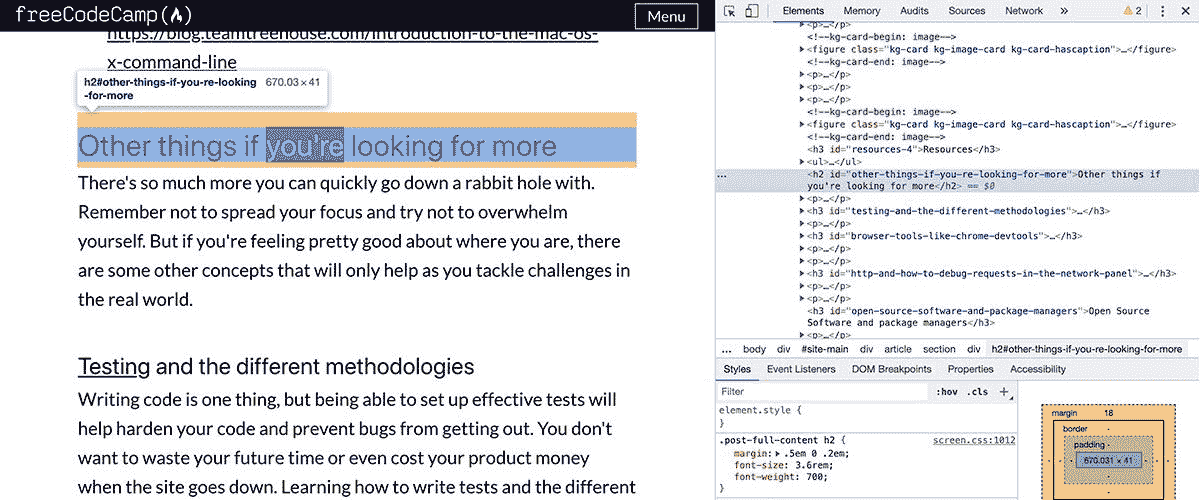 freeCodeCamp(🔥)
Menu
https://blog.teamtreehouse.com/introduction-to-the-mac-os-
x-command-line
h2#other-things-if-you-re-looking
-for-more
670.03 × 41
Other things if you're looking for more
There's so much more you can quickly go down a rabbit hole with.
Remember not to spread your focus and try not to overwhelm
yourself. But if you're feeling pretty good about where you are, there
are some other concepts that will only help as you tackle challenges in
the real world.
Testing and the different methodologies
Writing code is one thing, but being able to set up effective tests will
help harden your code and prevent bugs from getting out. You don't
want to waste your future time or even cost your product money
when the site goes down. Learning how to write tests and the different
Elements Memory Audits Sources Network » 2
<!--kg-card-begin: image-->
<figure class="kg-card kg-image-card kg-card-hascaption">…</figure>
<!--kg-card-end: image-->
<p>…</p>
<p>…</p>
<p>…</p>
<!--kg-card-begin: image-->
<figure class="kg-card kg-image-card kg-card-hascaption">…</figure>
<!--kg-card-end: image-->
<h3 id="resources-4">Resources</h3>
<ul>…</ul>
… <h2 id="other-things-if-you-re-looking-for-more">Other things if
you're looking for more</h2> == $0
<p>…</p>
<h3 id="testing-and-the-different-methodologies">…</h3>
<p>…</p>
<h3 id="browser-tools-like-chrome-devtools">…</h3>
<p>…</p>
<p>…</p>
<h3 id="http-and-how-to-debug-requests-in-the-network-panel">…</h3>
<p>…</p>
<p>…</p>
<h3 id="open-source-software-and-package-managers">Open Source
Software and package managers</h3>
<p>…</p>
… body div #site-main div article section div h2#other-things-if-you-re-looking-for-more
Styles Event Listeners DOM Breakpoints Properties Accessibility
Filter :hov .cls +
element.style {
}
.post-full-content h2 { screen.css:1012
margin: .5em 0 .2em;
font-size: 3.6rem;
font-weight: 700;
}
margin 18
border -
padding -
670.031 × 41